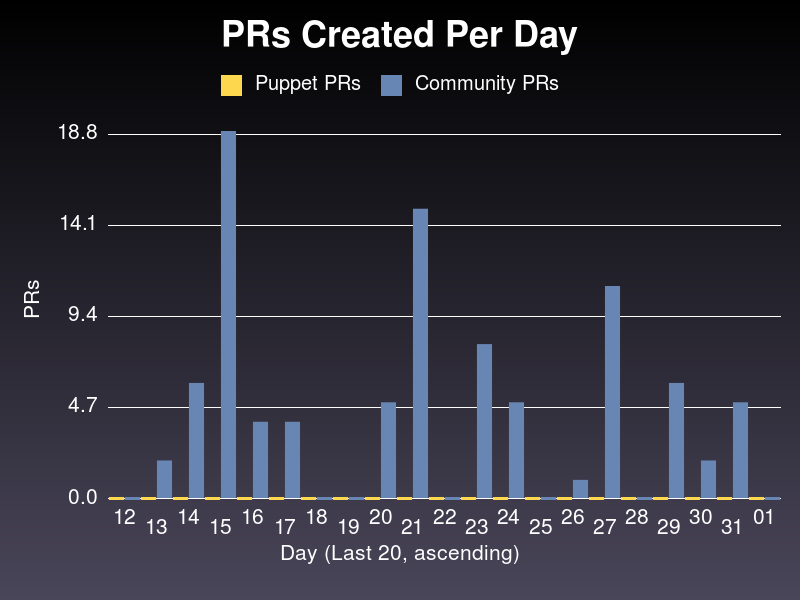 PRs Created Per Day
Puppet PRs Community PRs
18.8
14.1
9.4
4.7
0.0
PRs
12 13 14 15 16 17 18 19 20 21 22 23 24 25 26 27 28 29 30 31 01
Day (Last 20, ascending)